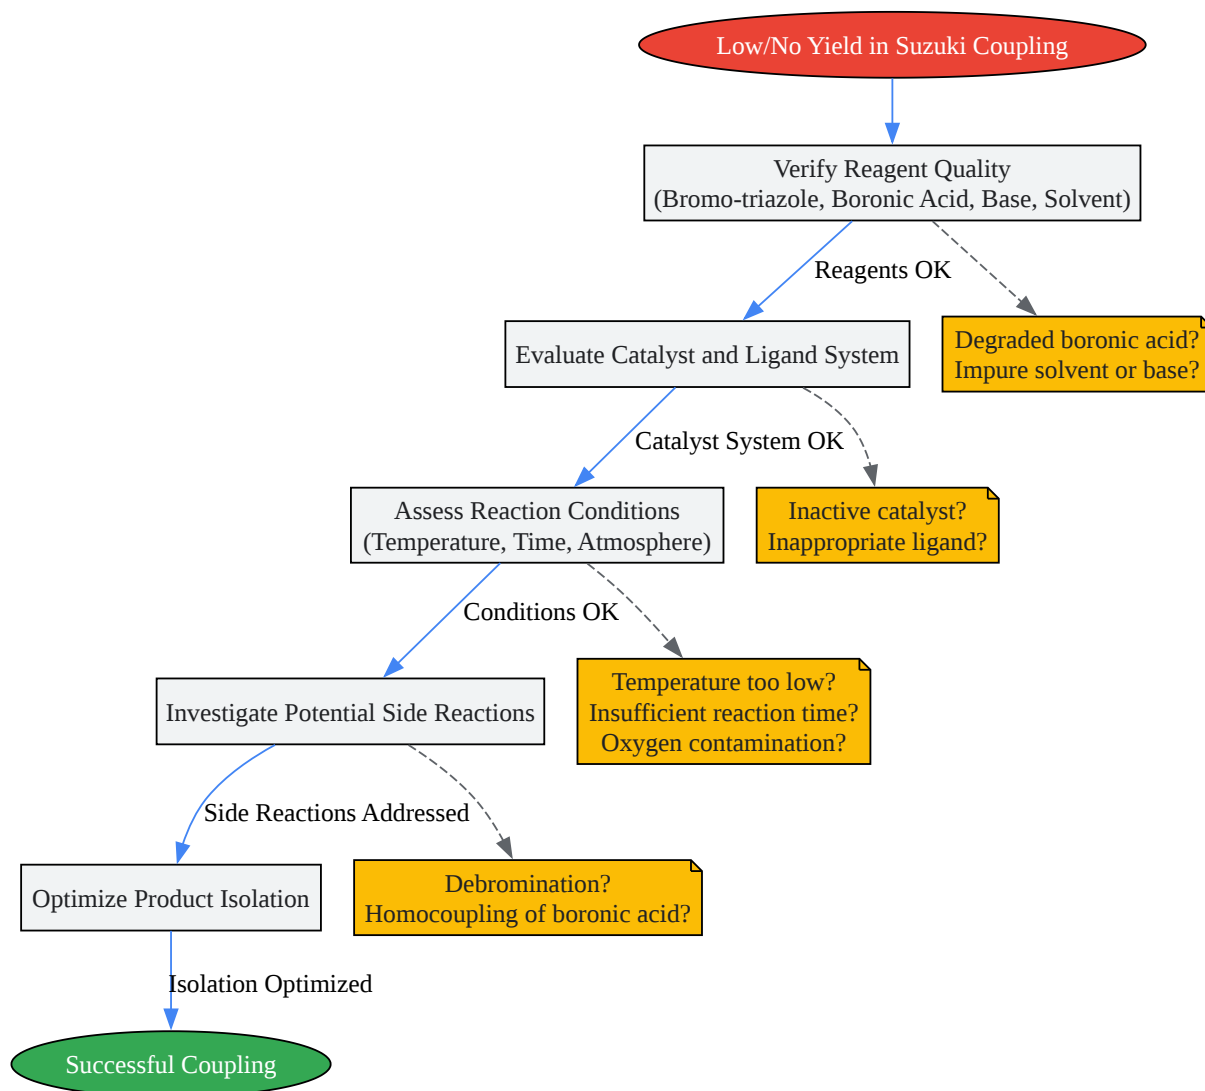 Low/No Yield in Suzuki Coupling
Verify Reagent Quality
(Bromo-triazole, Boronic Acid, Base, Solvent)
Reagents OK
Degraded boronic acid?
Impure solvent or base?
Evaluate Catalyst and Ligand System
Catalyst System OK
Inactive catalyst?
Inappropriate ligand?
Assess Reaction Conditions
(Temperature, Time, Atmosphere)
Conditions OK
Temperature too low?
Insufficient reaction time?
Oxygen contamination?
Investigate Potential Side Reactions
Side Reactions Addressed
Debromination?
Homocoupling of boronic acid?
Optimize Product Isolation
Isolation Optimized
Successful Coupling